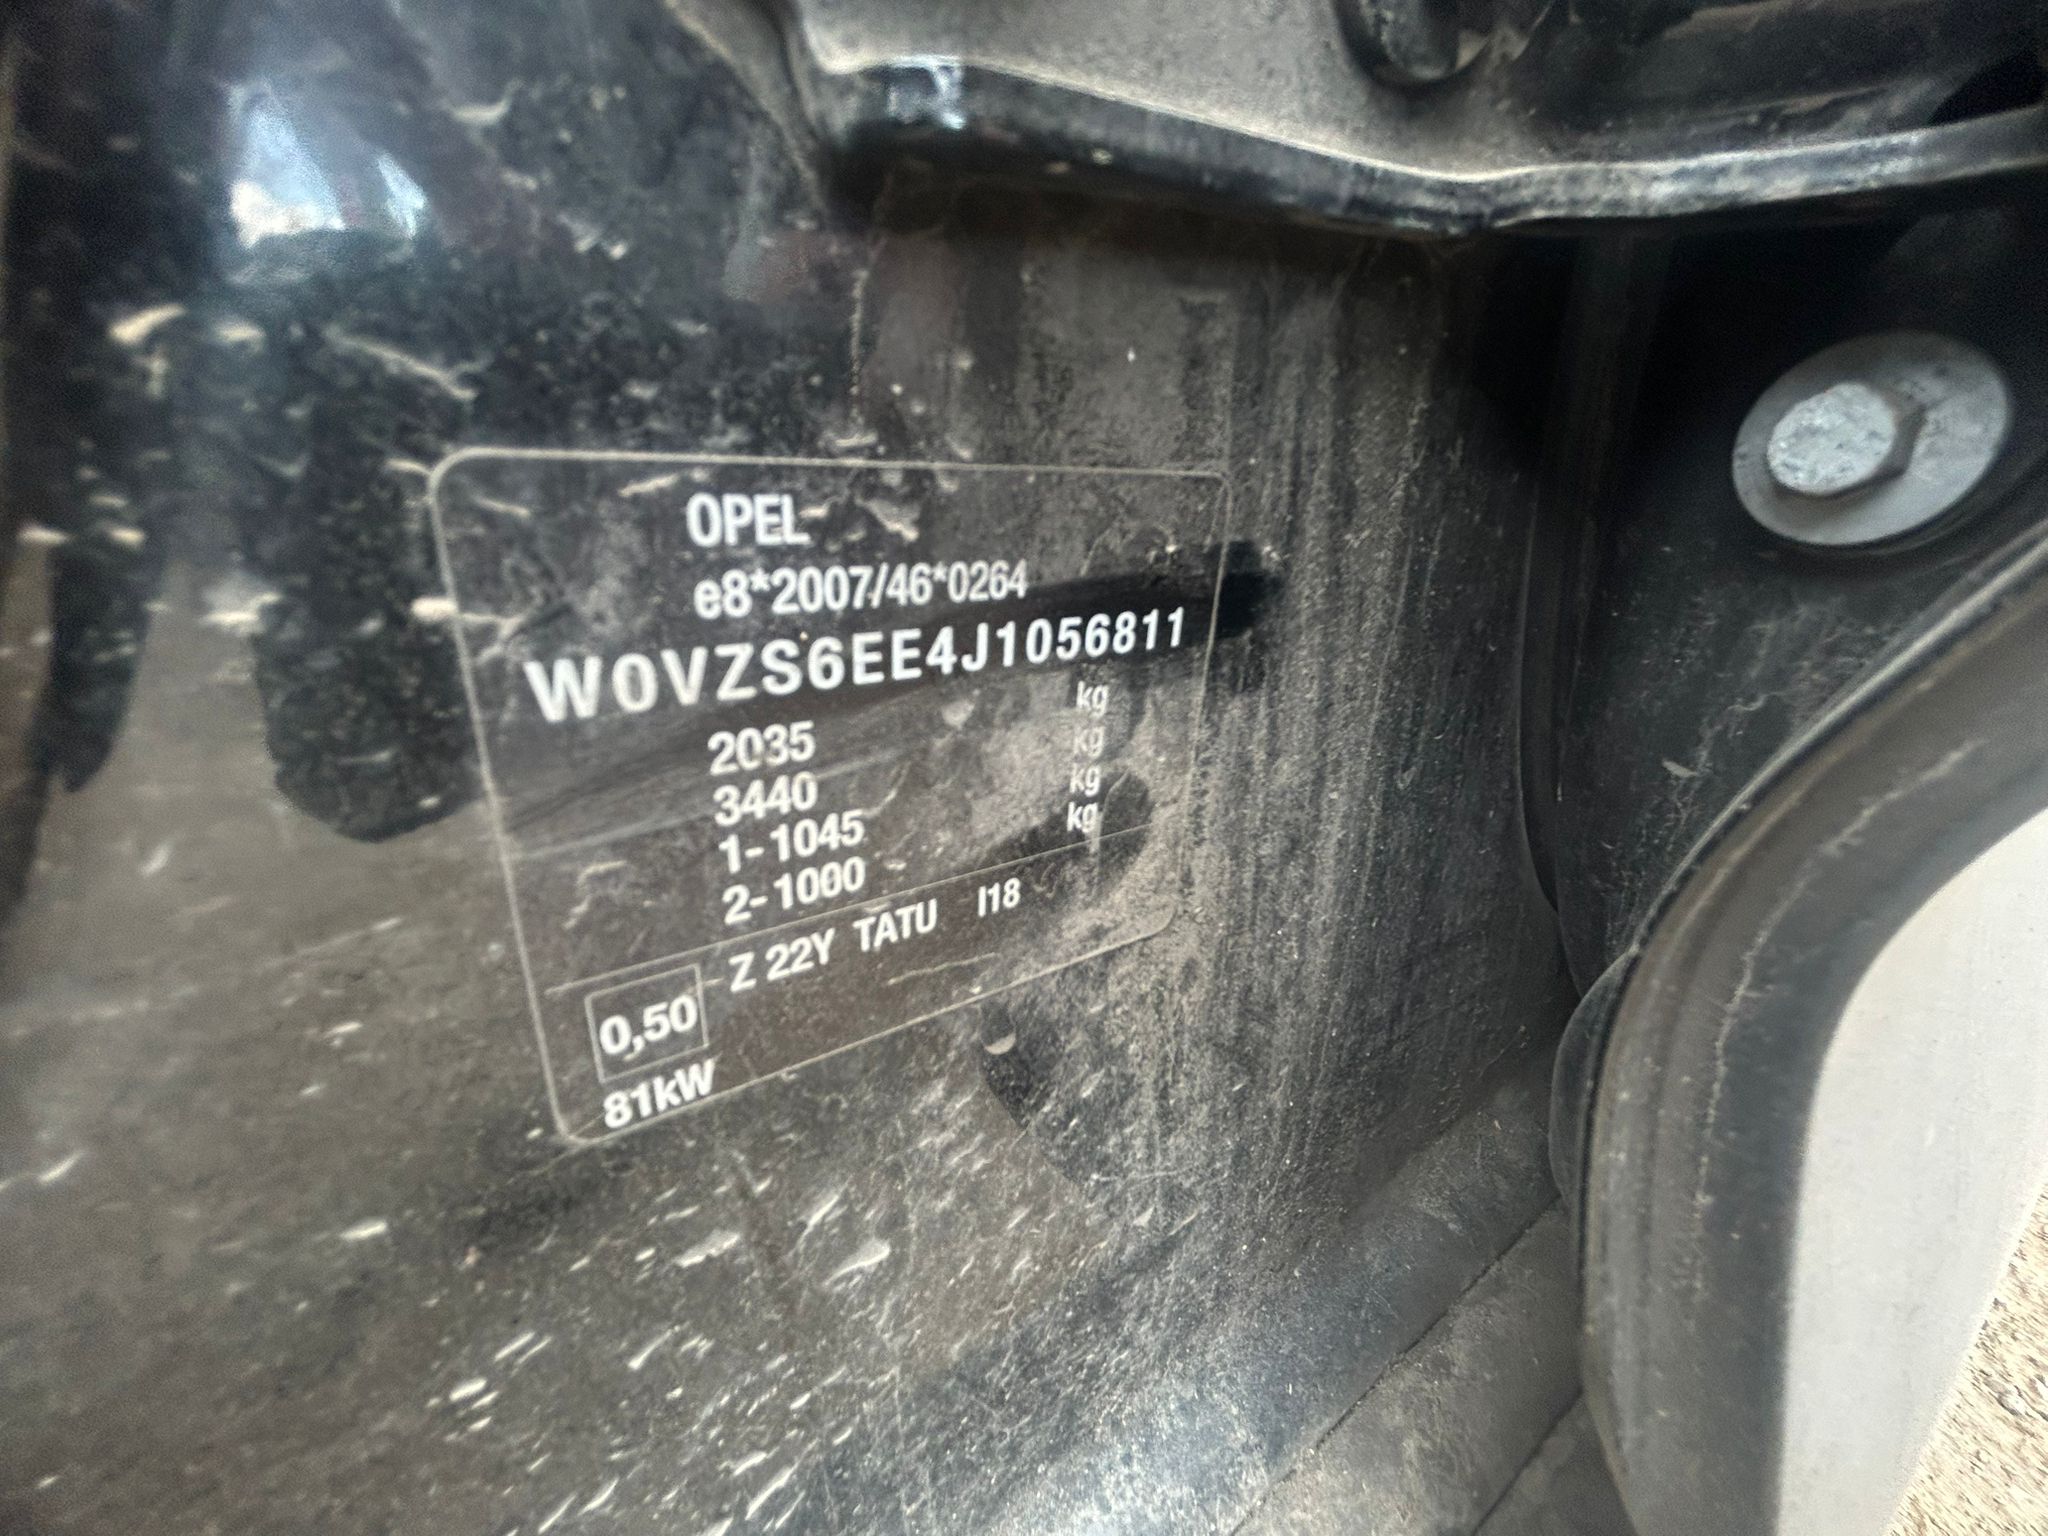 OPEL
e8*2007/46*0264
W0VZS6EE4J1056811
2035 kg
3440 kg
1-1045 kg
2-1000 kg
Z 22Y TATU I18
0,50
81kW